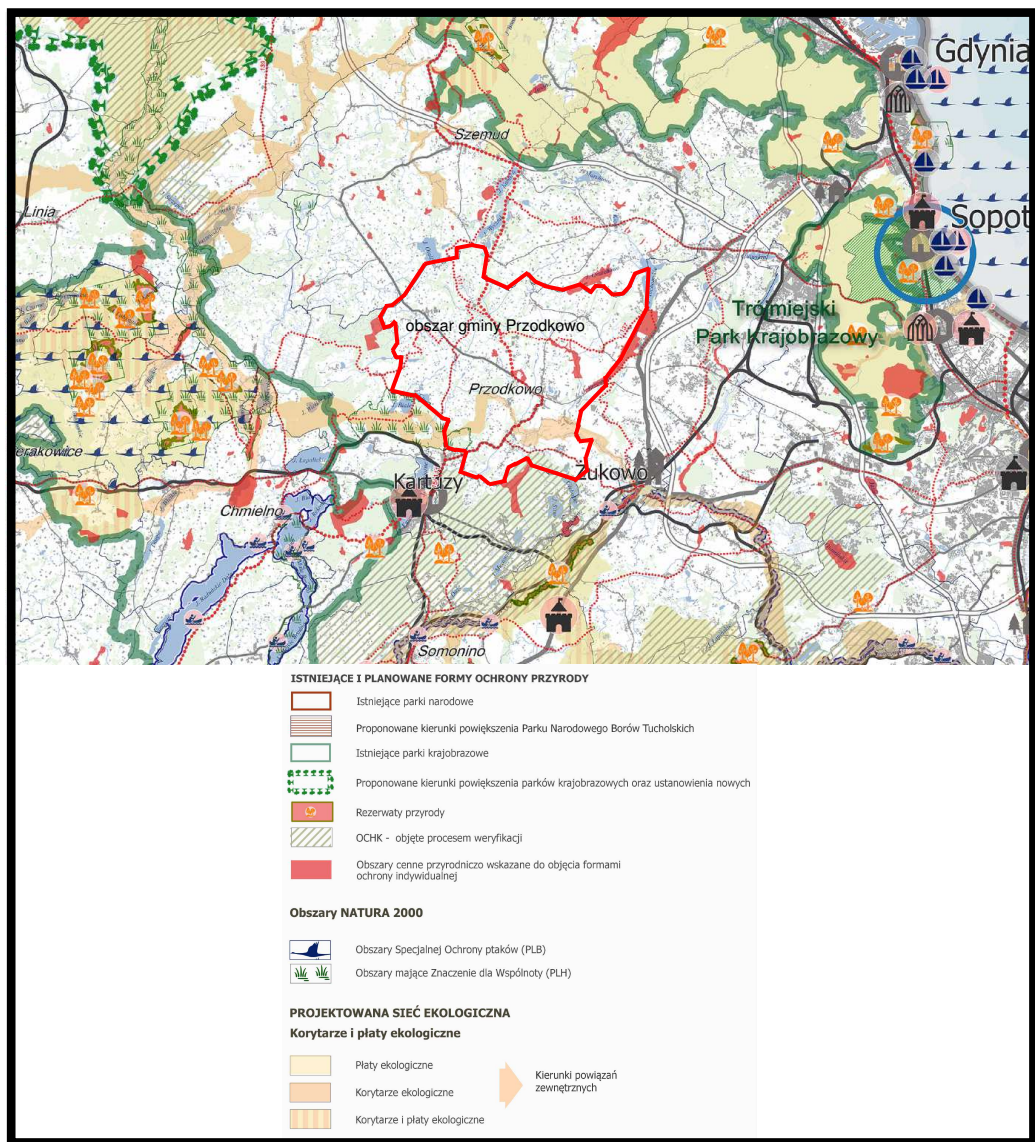 Gdynia
Szemud
Linia
Sopot
Trójmiejski
Park Krajobrazowy
obszar gminy Przodkowo
Przodkowo
erakowice
Kartuzy
Żukowo
Chmielno
Somonino
ISTNIEJĄCE I PLANOWANE FORMY OCHRONY PRZYRODY
Istniejące parki narodowe
Proponowane kierunki powiększenia Parku Narodowego Borów Tucholskich
Istniejące parki krajobrazowe
Proponowane kierunki powiększenia parków krajobrazowych oraz ustanowienia nowych
Rezerwaty przyrody
OCHK - objęte procesem weryfikacji
Obszary cenne przyrodniczo wskazane do objęcia formami
ochrony indywidualnej
Obszary NATURA 2000
Obszary Specjalnej Ochrony ptaków (PLB)
Obszary mające Znaczenie dla Wspólnoty (PLH)
PROJEKTOWANA SIEĆ EKOLOGICZNA
Korytarze i płaty ekologiczne
Płaty ekologiczne
Korytarze ekologiczne
Korytarze i płaty ekologiczne
Kierunki powiązań
zewnętrznych